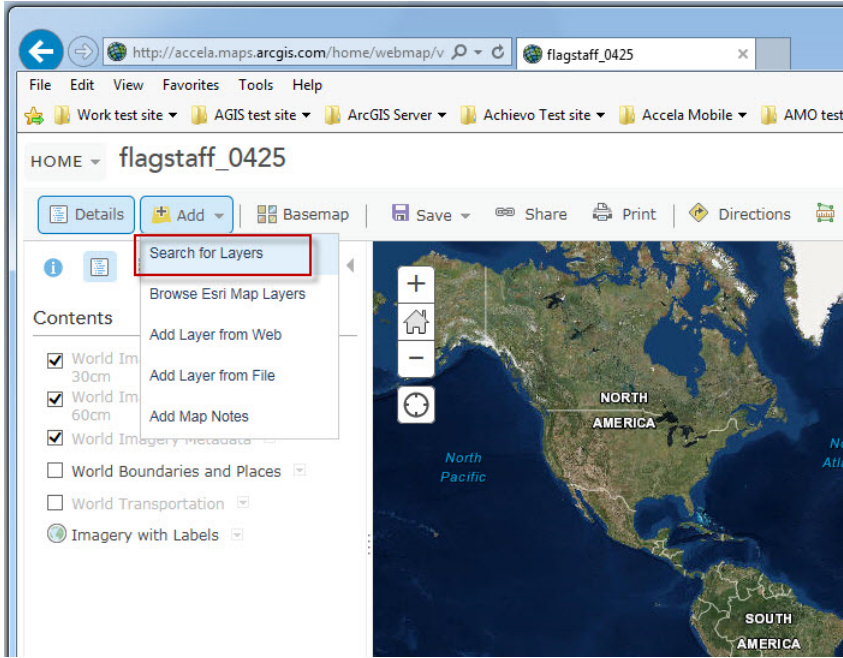 http://accela.maps.arcgis.com/home/webmap/v
flagstaff_0425
File Edit View Favorites Tools Help
Work test site AGIS test site ArcGIS Server Achievo Test site Accela Mobile AMO test
HOME flagstaff_0425
Details Add Basemap Save Share Print Directions
Search for Layers
Browse Esri Map Layers
Add Layer from Web
Add Layer from File
Add Map Notes
Contents
World Im
30cm
World Im
60cm
World Imagery Metadata
World Boundaries and Places
World Transportation
Imagery with Labels
NORTH
AMERICA
North
Pacific
No
Atla
SOUTH
AMERICA